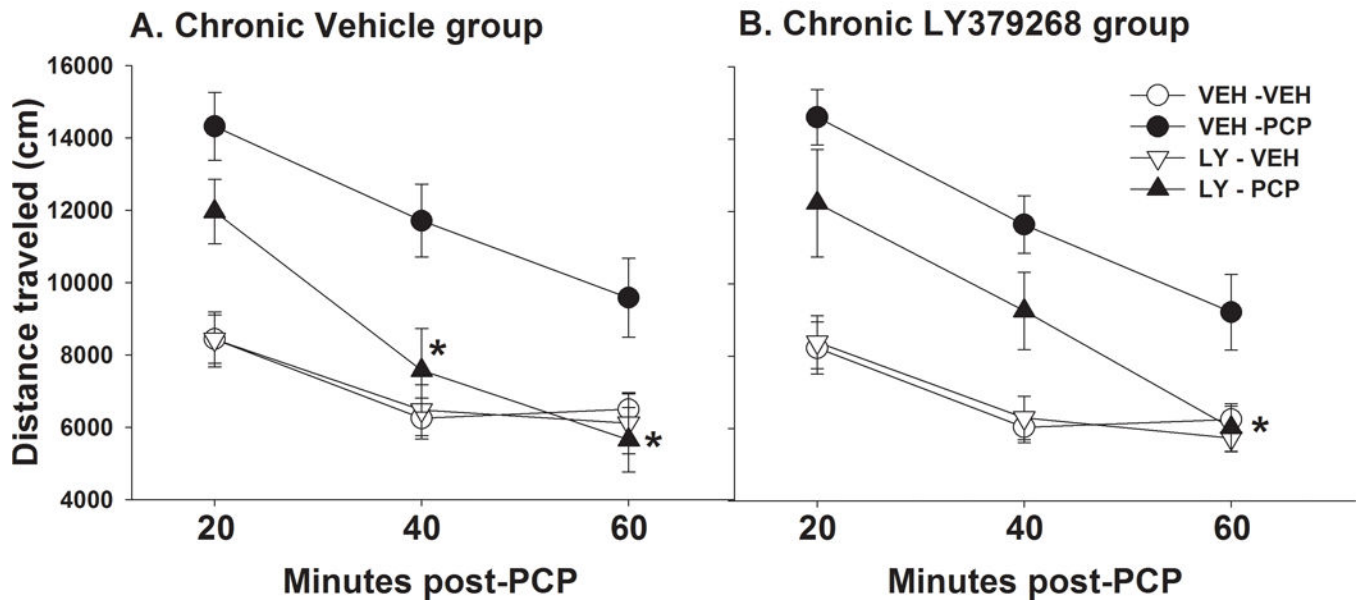 A. Chronic Vehicle group
B. Chronic LY379268 group
Distance traveled (cm)
16000
14000
12000
10000
8000
6000
4000
VEH -VEH
VEH -PCP
LY - VEH
LY - PCP
*
*
*
20 40 60
20 40 60
Minutes post-PCP
Minutes post-PCP